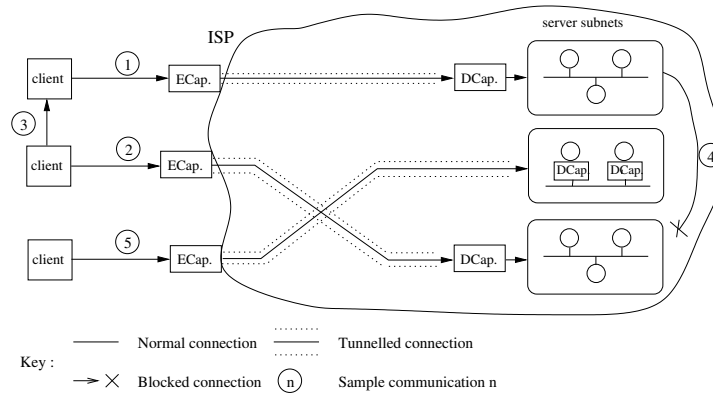 server subnets
ISP
client
1
ECap.
DCap.
3
client
2
ECap.
DCap.
DCap.
4
client
5
ECap.
DCap.
Key :
Normal connection
Tunnelled connection
Blocked connection
n
Sample communication n